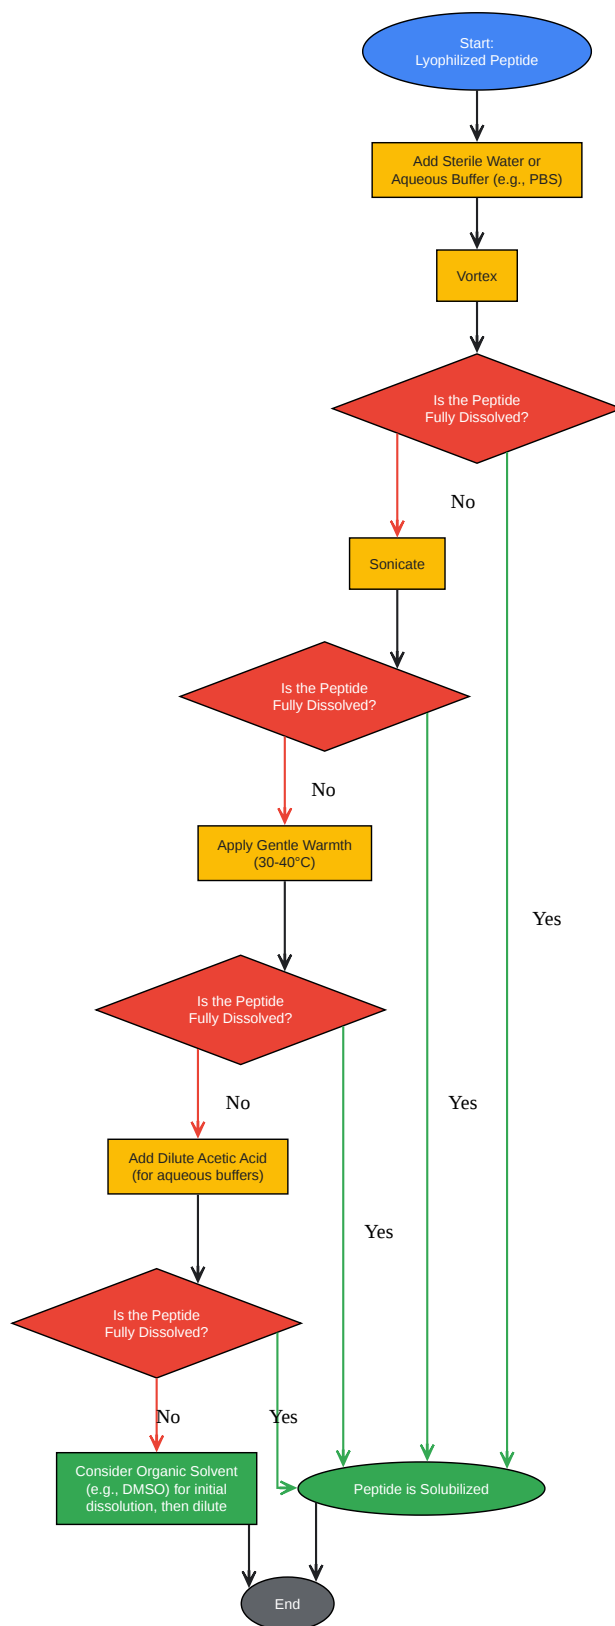 Start:
Lyophilized Peptide
Add Sterile Water or
Aqueous Buffer (e.g., PBS)
Vortex
Is the Peptide
Fully Dissolved?
No
Sonicate
Is the Peptide
Fully Dissolved?
No
Apply Gentle Warmth
(30-40°C)
Yes
Is the Peptide
Fully Dissolved?
No
Yes
Add Dilute Acetic Acid
(for aqueous buffers)
Yes
Is the Peptide
Fully Dissolved?
No
Yes
Consider Organic Solvent
(e.g., DMSO) for initial
dissolution, then dilute
Peptide is Solubilized
End